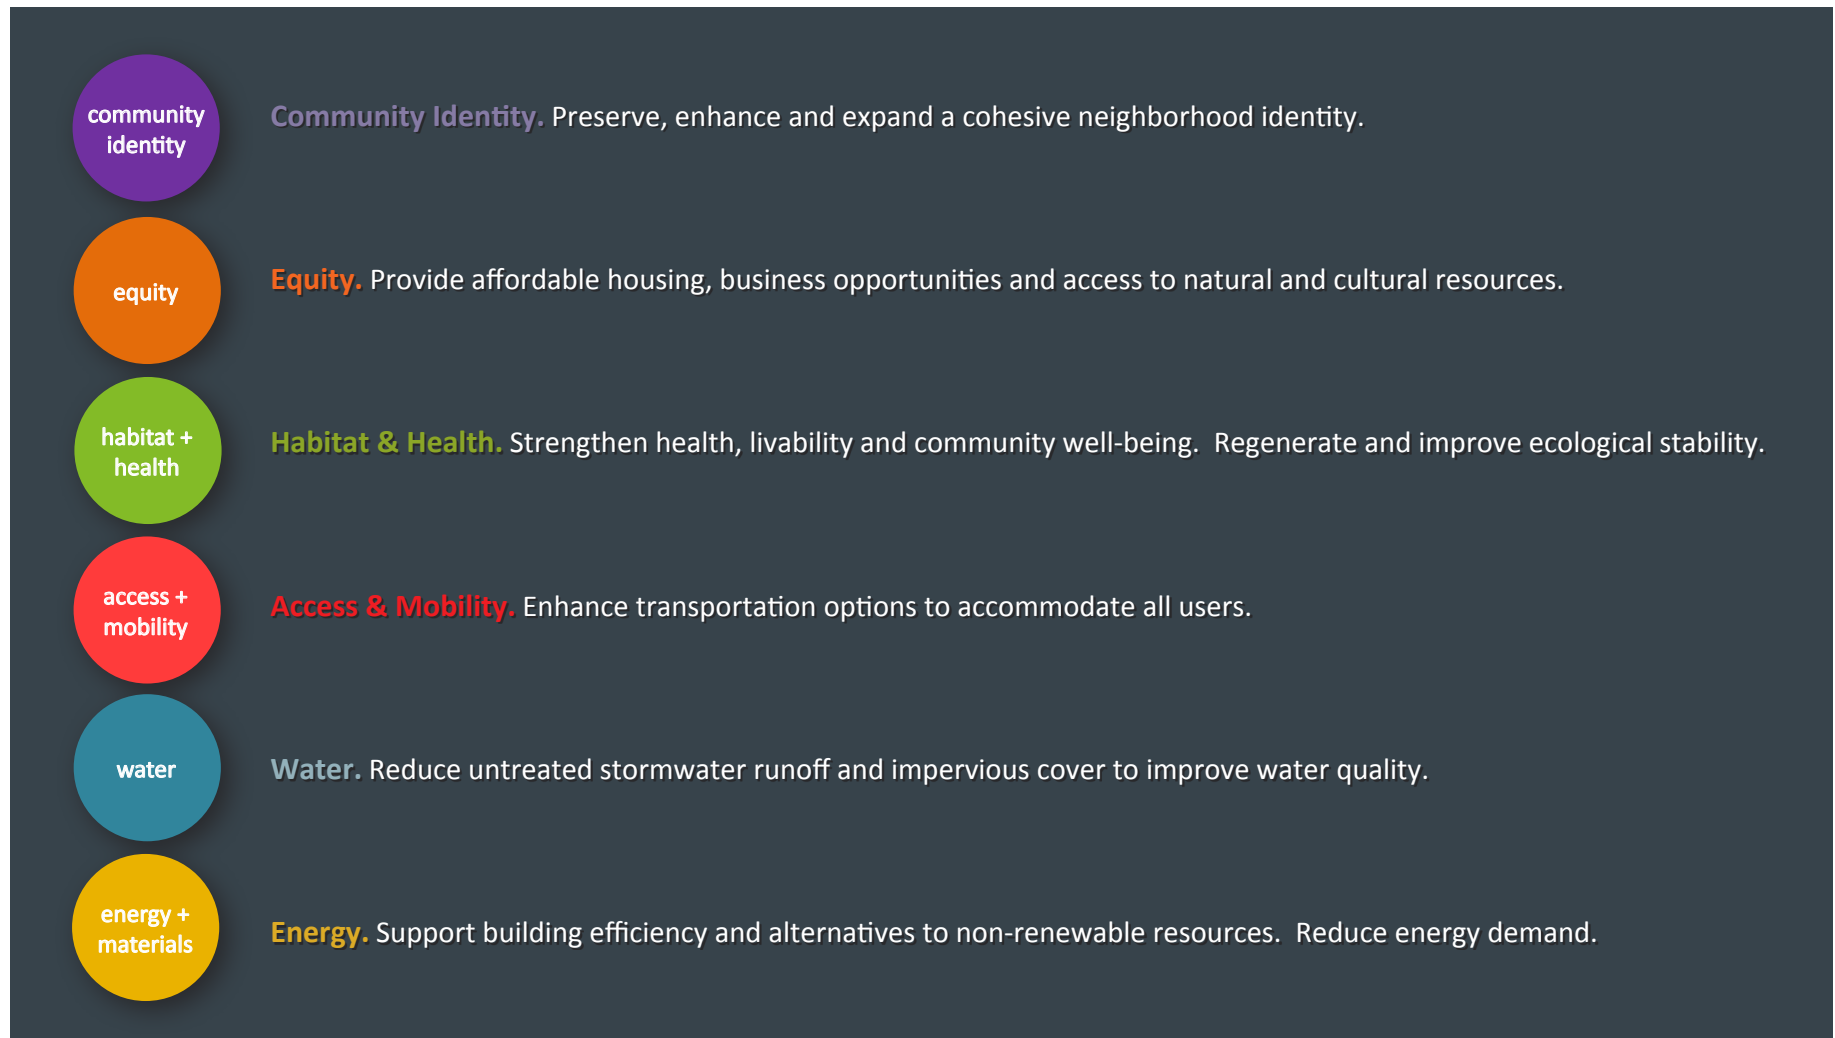 community
identity
Community Identity. Preserve, enhance and expand a cohesive neighborhood identity.
equity
Equity. Provide affordable housing, business opportunities and access to natural and cultural resources.
habitat +
health
Habitat & Health. Strengthen health, livability and community well-being.  Regenerate and improve ecological stability.
access +
mobility
Access & Mobility. Enhance transportation options to accommodate all users.
water
Water. Reduce untreated stormwater runoff and impervious cover to improve water quality.
energy +
materials
Energy. Support building efficiency and alternatives to non-renewable resources.  Reduce energy demand.